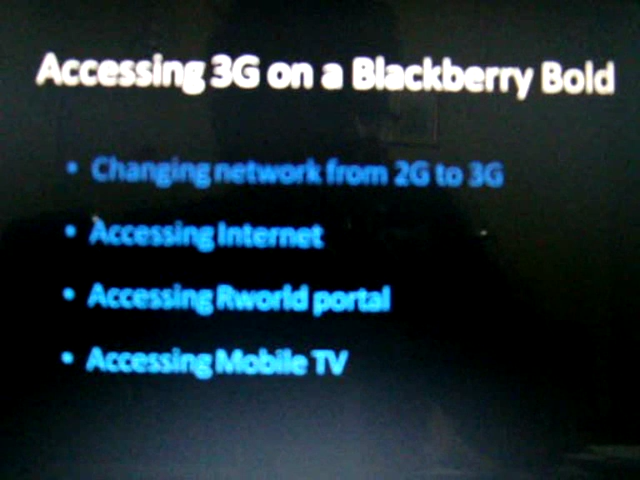 Accessing 3G on a Blackberry Bold
• Changing network from 2G to 3G
• Accessing Internet
• Accessing Rworld portal
• Accessing Mobile TV